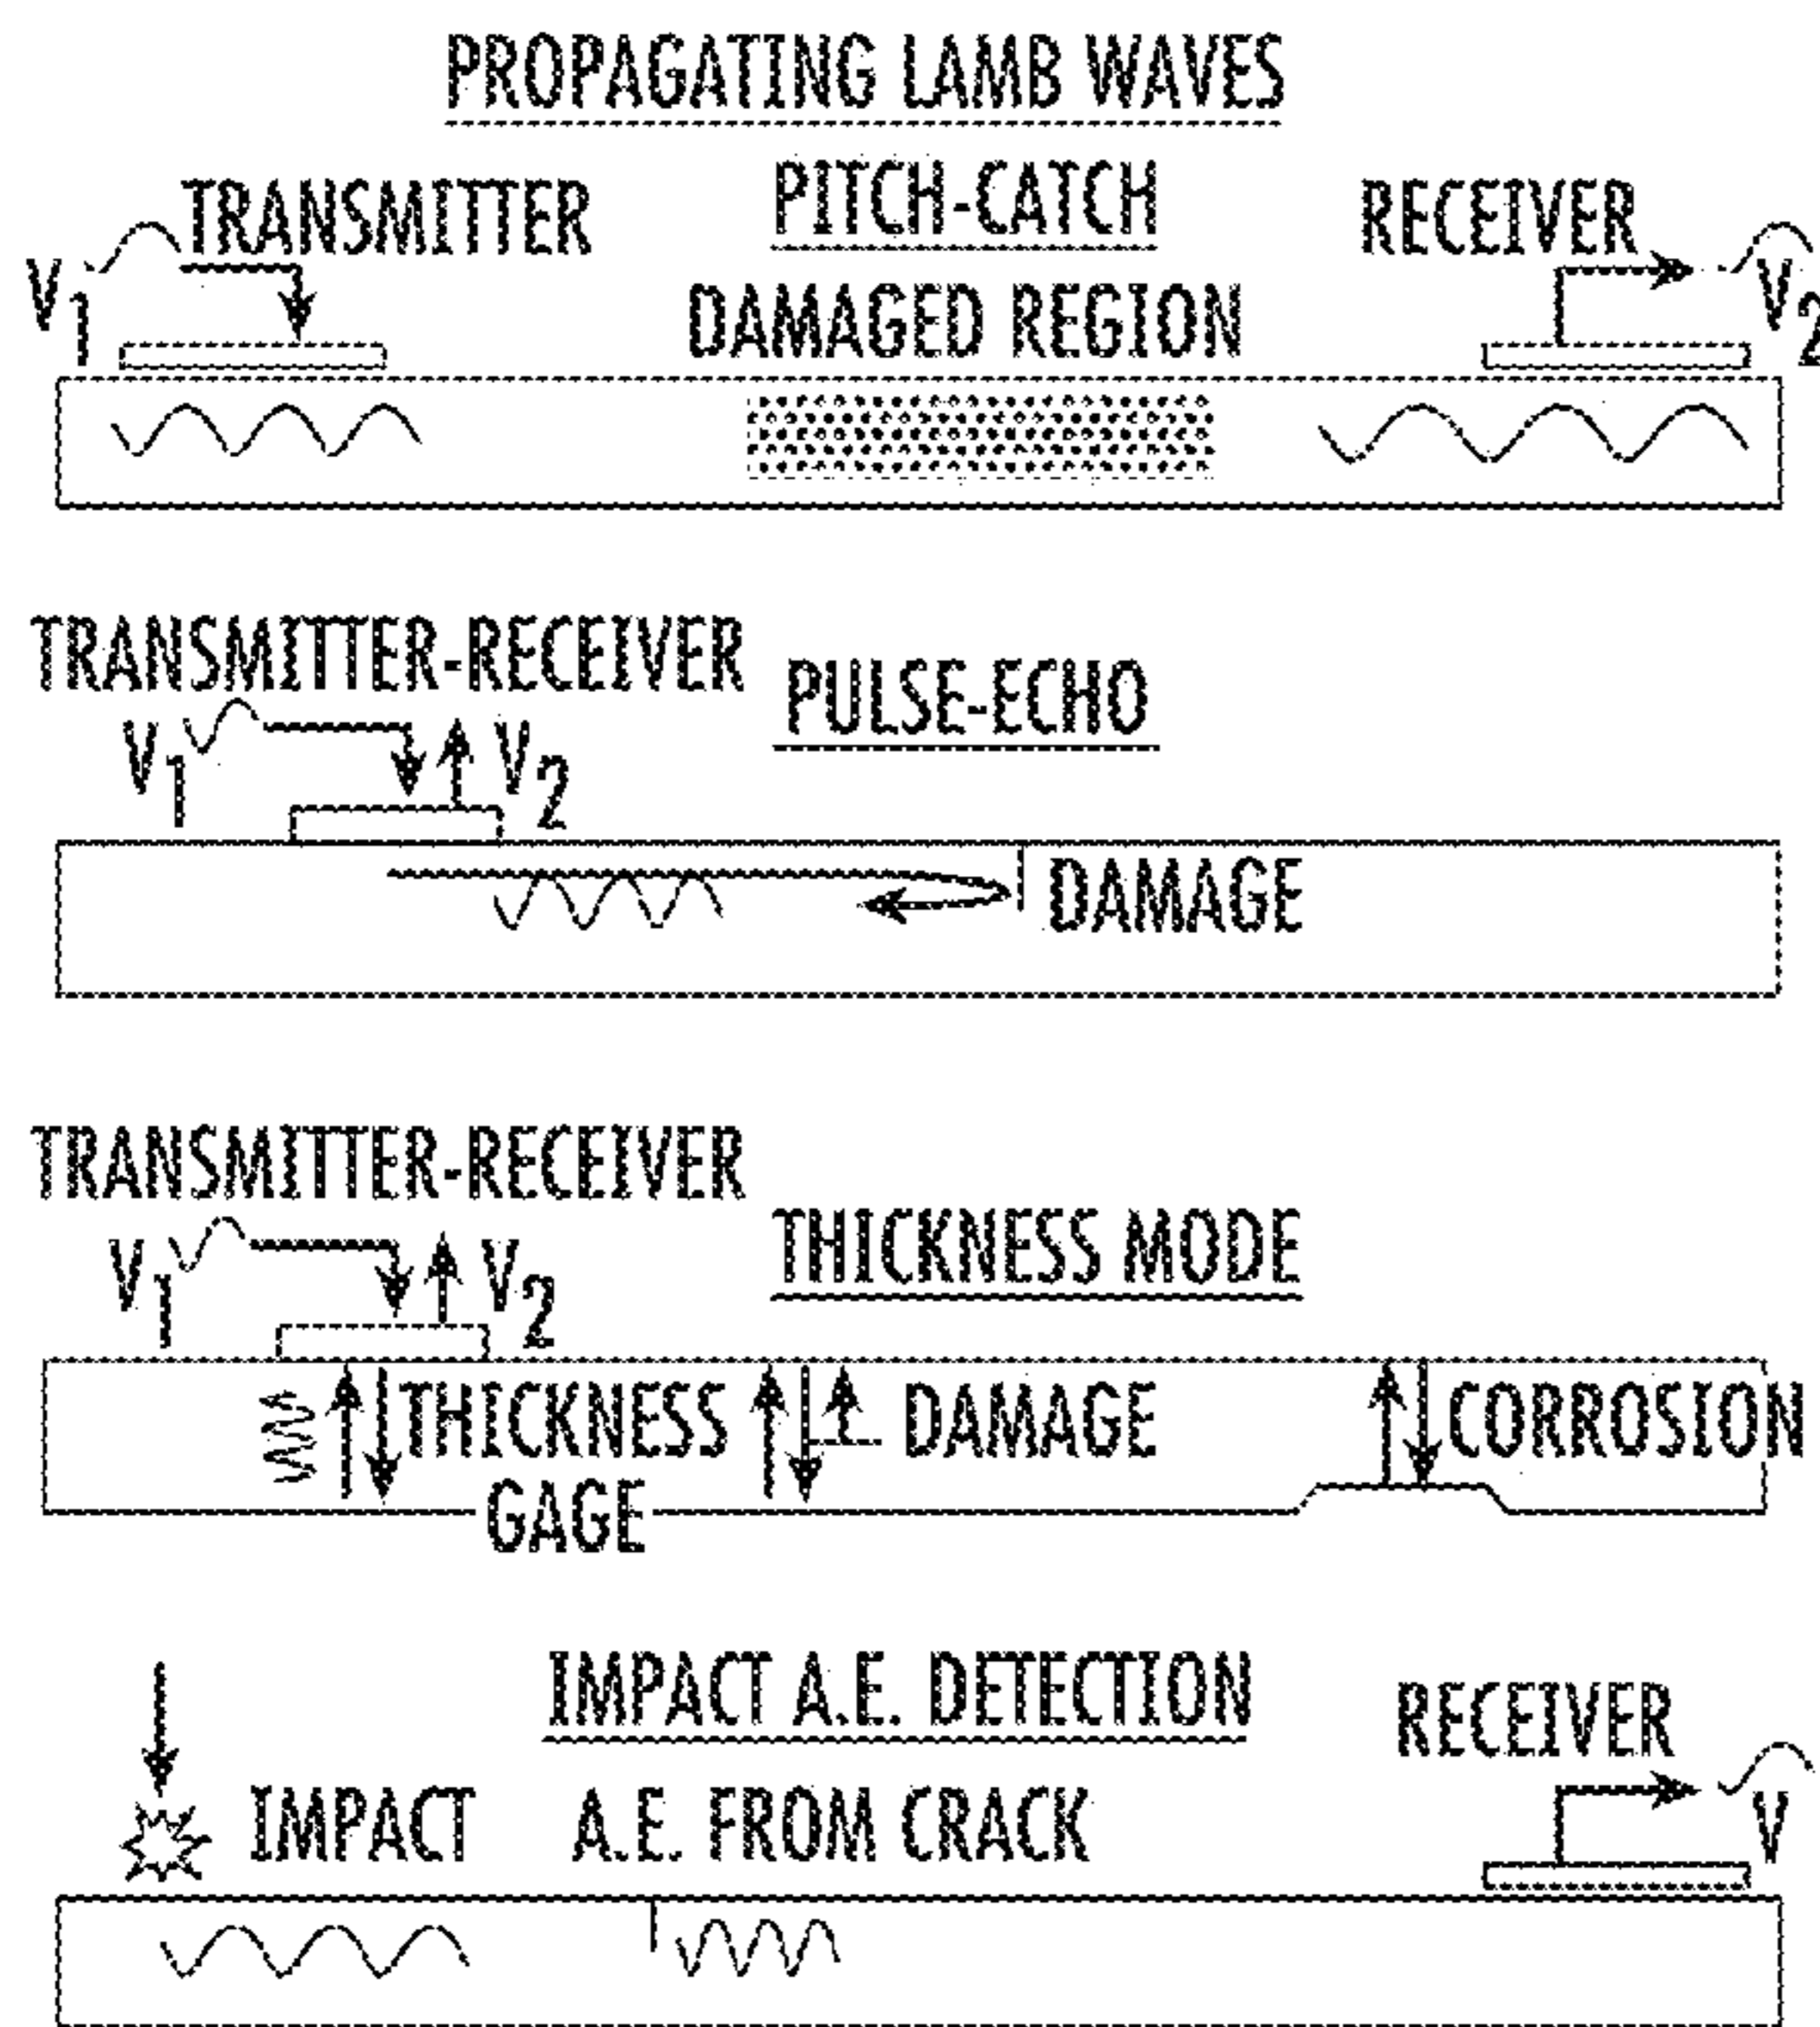 PROPAGATING LAMB WAVES
PITCH-CATCH
TRANSMITTER
RECEIVER
V1
V2
DAMAGED REGION
TRANSMITTER-RECEIVER
PULSE-ECHO
V1
V2
DAMAGE
TRANSMITTER-RECEIVER
THICKNESS MODE
V1
V2
THICKNESS
GAGE
DAMAGE
CORROSION
IMPACT A.E. DETECTION
RECEIVER
IMPACT
A.E. FROM CRACK
V